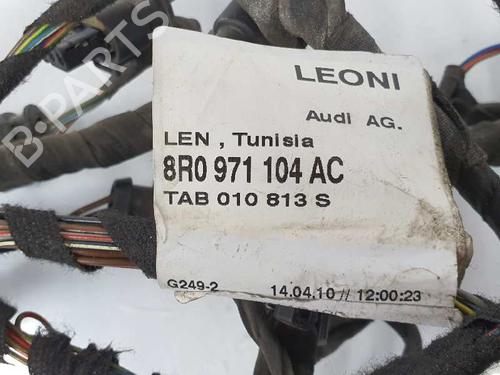 B-PARTS
LEONI
Audi AG.
LEN , Tunisia
8R0 971 104 AC
TAB 010 813 S
G249-2 14.04.10 // 12:00:23